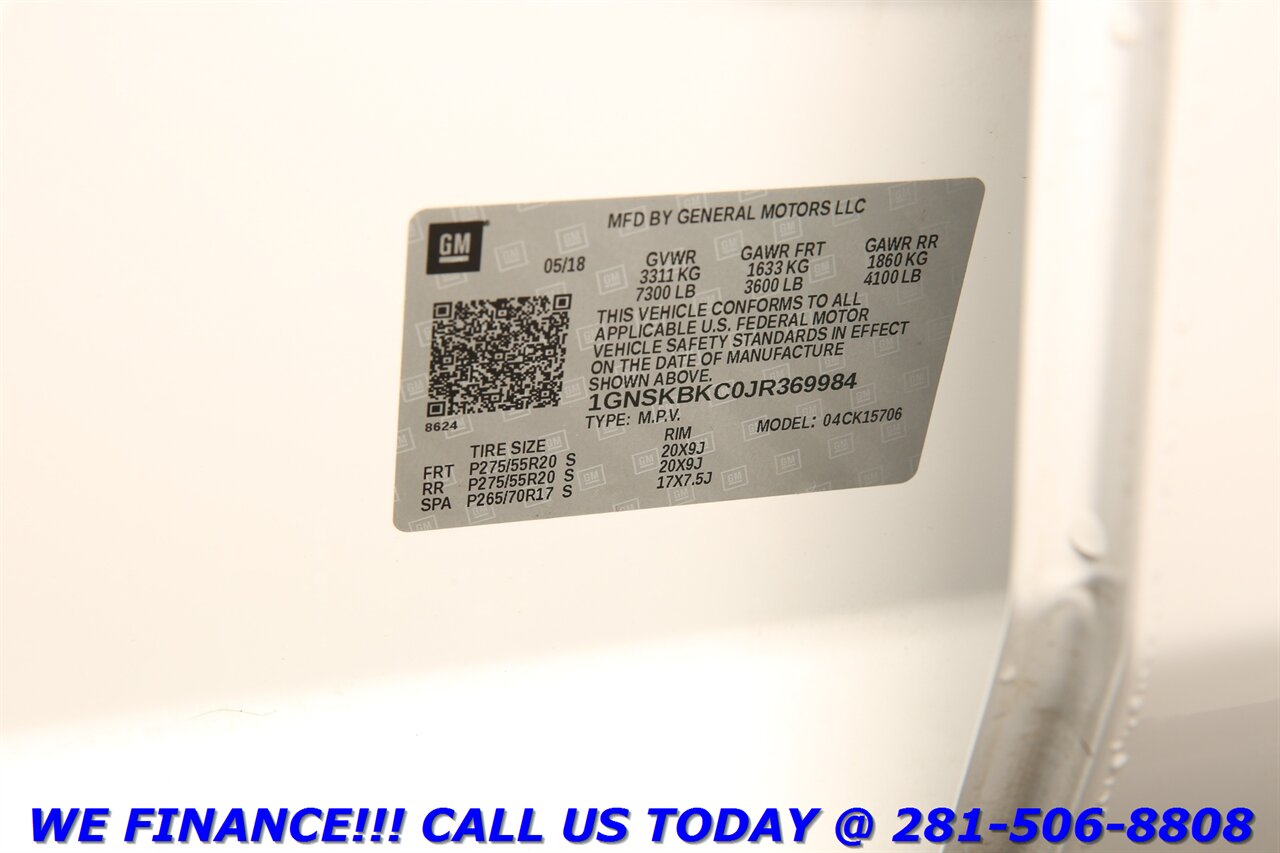 GM
MFD BY GENERAL MOTORS LLC
05/18
GVWR GAWR FRT GAWR RR
3311 KG 1633 KG 1860 KG
7300 LB 3600 LB 4100 LB
THIS VEHICLE CONFORMS TO ALL
APPLICABLE U.S. FEDERAL MOTOR
VEHICLE SAFETY STANDARDS IN EFFECT
ON THE DATE OF MANUFACTURE
SHOWN ABOVE.
1GNSKBKC0JR369984
TYPE: M.P.V. MODEL: 04CK15706
8624
TIRE SIZE RIM
FRT P275/55R20 S 20X9J
RR P275/55R20 S 20X9J
SPA P265/70R17 S 17X7.5J
WE FINANCE!!! CALL US TODAY @ 281-506-8808